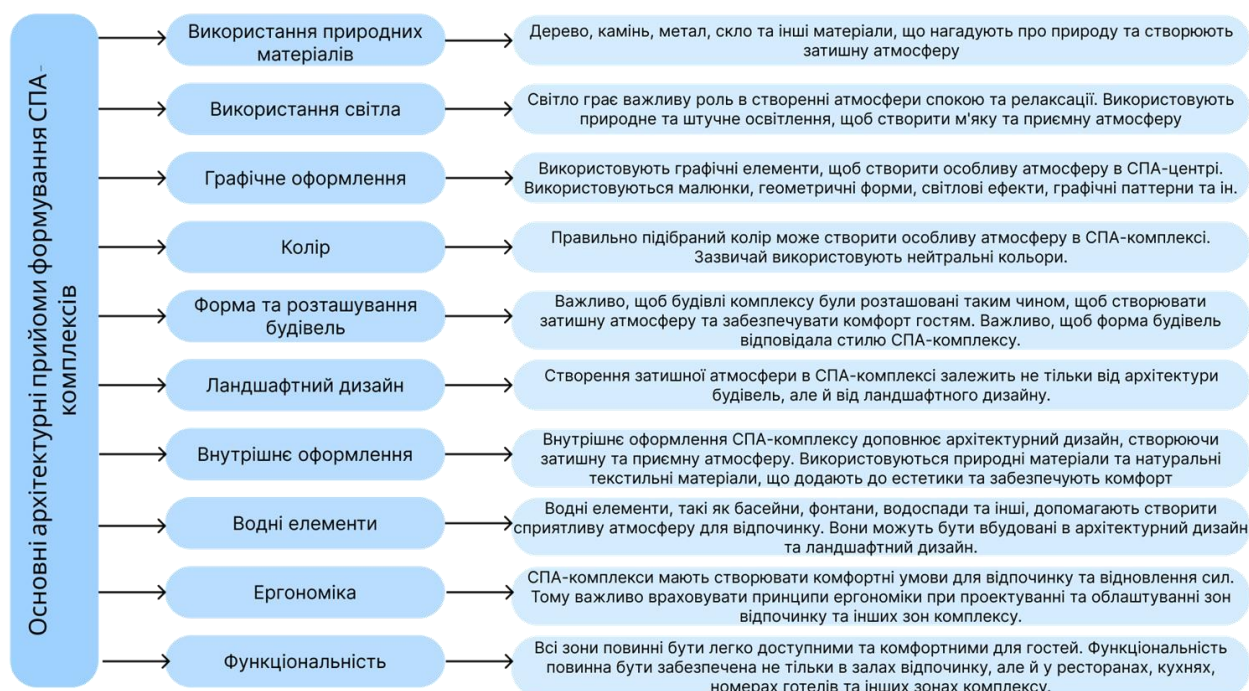 Основні архітектурні прийоми формування СПА-
комплексів
Використання природних
матеріалів
Дерево, камінь, метал, скло та інші матеріали, що нагадують про природу та створюють
затишну атмосферу
Використання світла
Світло грає важливу роль в створенні атмосфери спокою та релаксації. Використовують
природне та штучне освітлення, щоб створити м'яку та приємну атмосферу
Графічне оформлення
Використовують графічні елементи, щоб створити особливу атмосферу в СПА-центрі.
Використовуються малюнки, геометричні форми, світлові ефекти, графічні паттерни та ін.
Колір
Правильно підібраний колір може створити особливу атмосферу в СПА-комплексі.
Зазвичай використовують нейтральні кольори.
Форма та розташування
будівель
Важливо, щоб будівлі комплексу були розташовані таким чином, щоб створювати
затишну атмосферу та забезпечувати комфорт гостям. Важливо, щоб форма будівель
відповідала стилю СПА-комплексу.
Ландшафтний дизайн
Створення затишної атмосфери в СПА-комплексі залежить не тільки від архітектури
будівель, але й від ландшафтного дизайну.
Внутрішнє оформлення
Внутрішнє оформлення СПА-комплексу доповнює архітектурний дизайн, створюючи
затишну та приємну атмосферу. Використовуються природні матеріали та натуральні
текстильні матеріали, що додають до естетики та забезпечують комфорт
Водні елементи
Водні елементи, такі як басейни, фонтани, водоспади та інші, допомагають створити
сприятливу атмосферу для відпочинку. Вони можуть бути вбудовані в архітектурний дизайн
та ландшафтний дизайн.
Ергономіка
СПА-комплекси мають створювати комфортні умови для відпочинку та відновлення сил.
Тому важливо враховувати принципи ергономіки при проектуванні та облаштуванні зон
відпочинку та інших зон комплексу.
Функціональність
Всі зони повинні бути легко доступними та комфортними для гостей. Функціональність
повинна бути забезпечена не тільки в залах відпочинку, але й у ресторанах, кухнях,
номерах готелів та інших зонах комплексу.